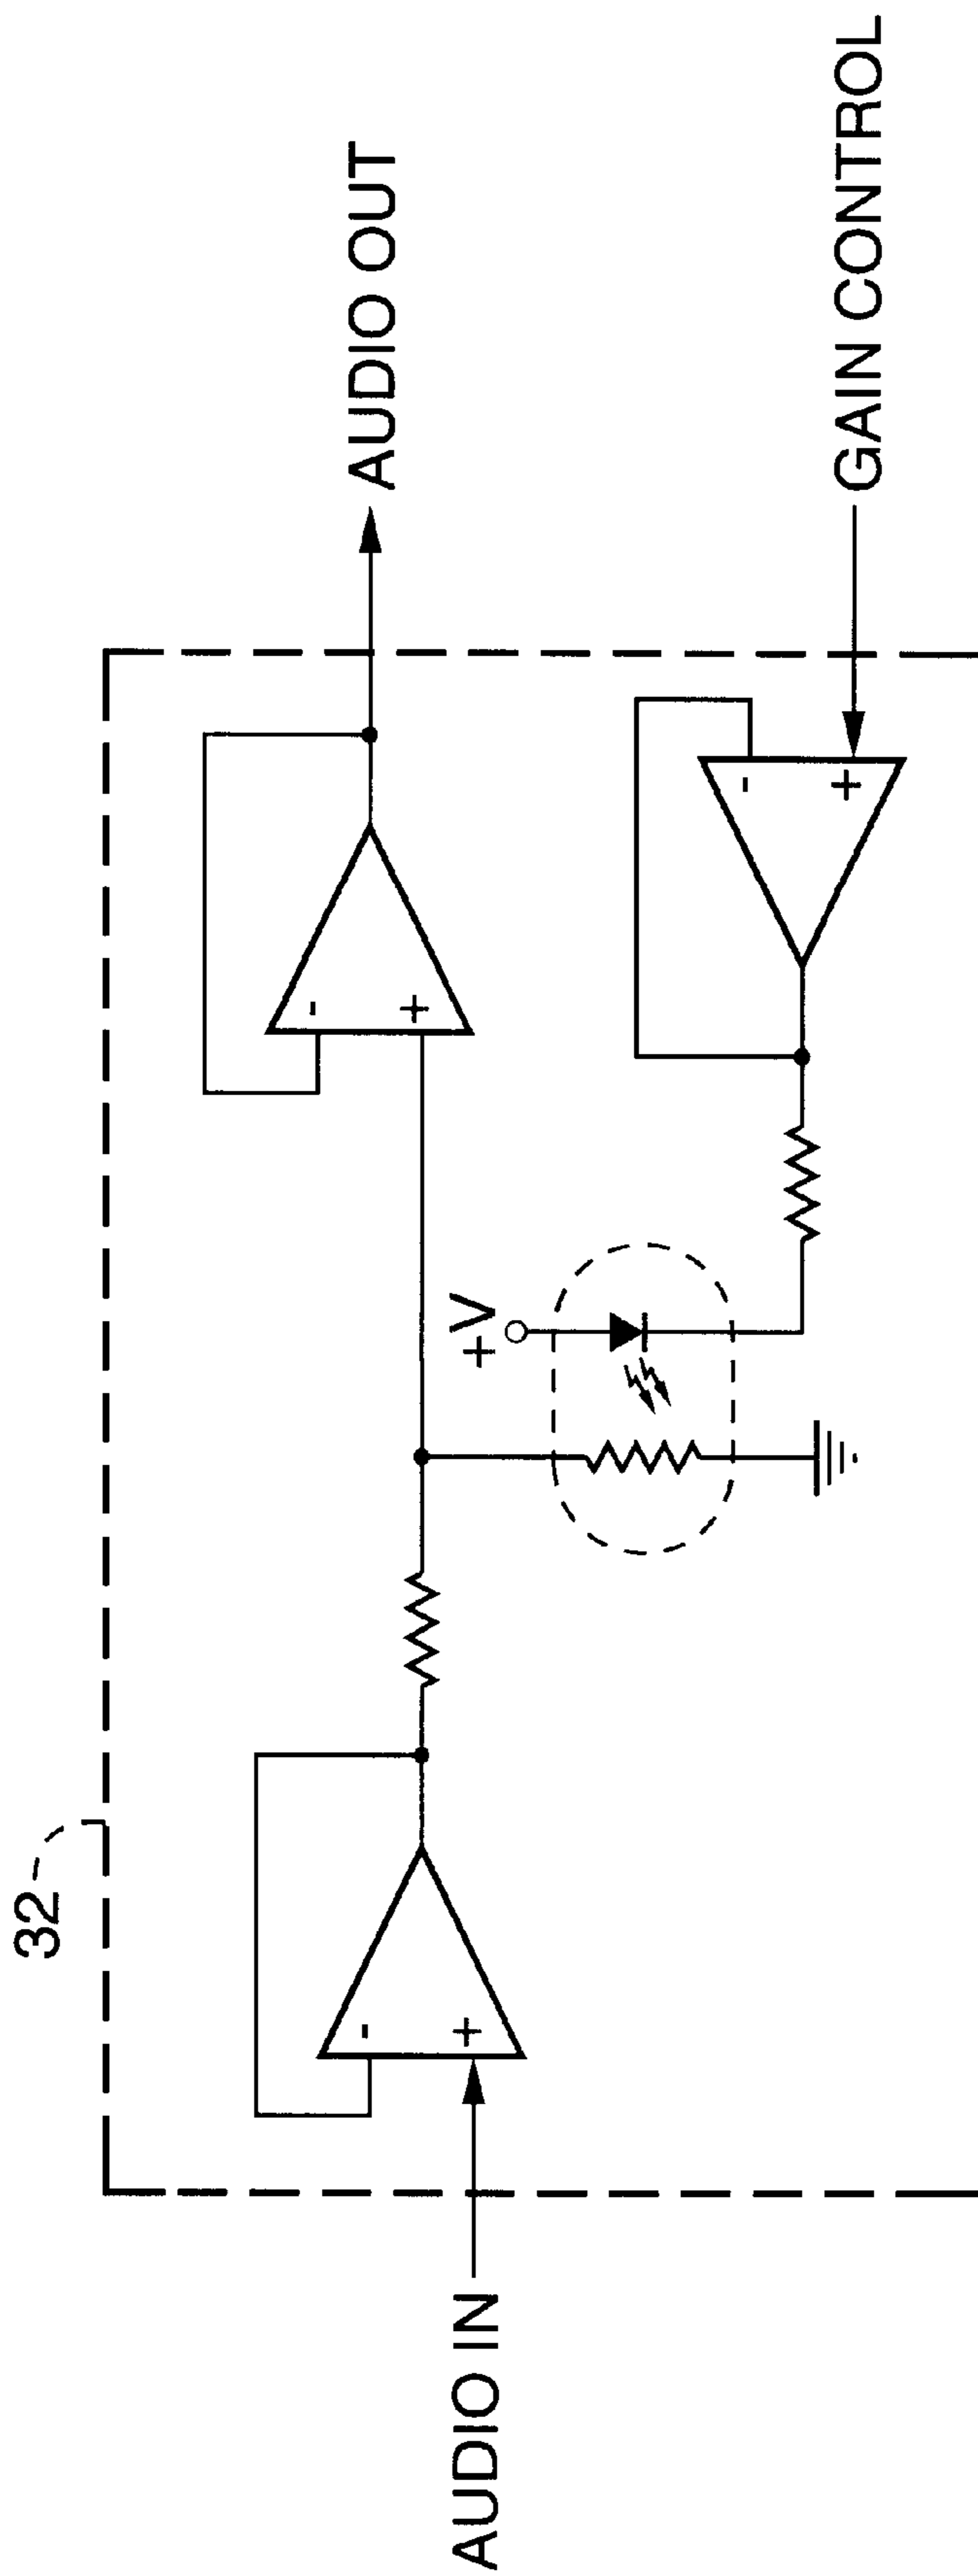 32
AUDIO IN
-
+
-
+
AUDIO OUT
+V
-
+
GAIN CONTROL